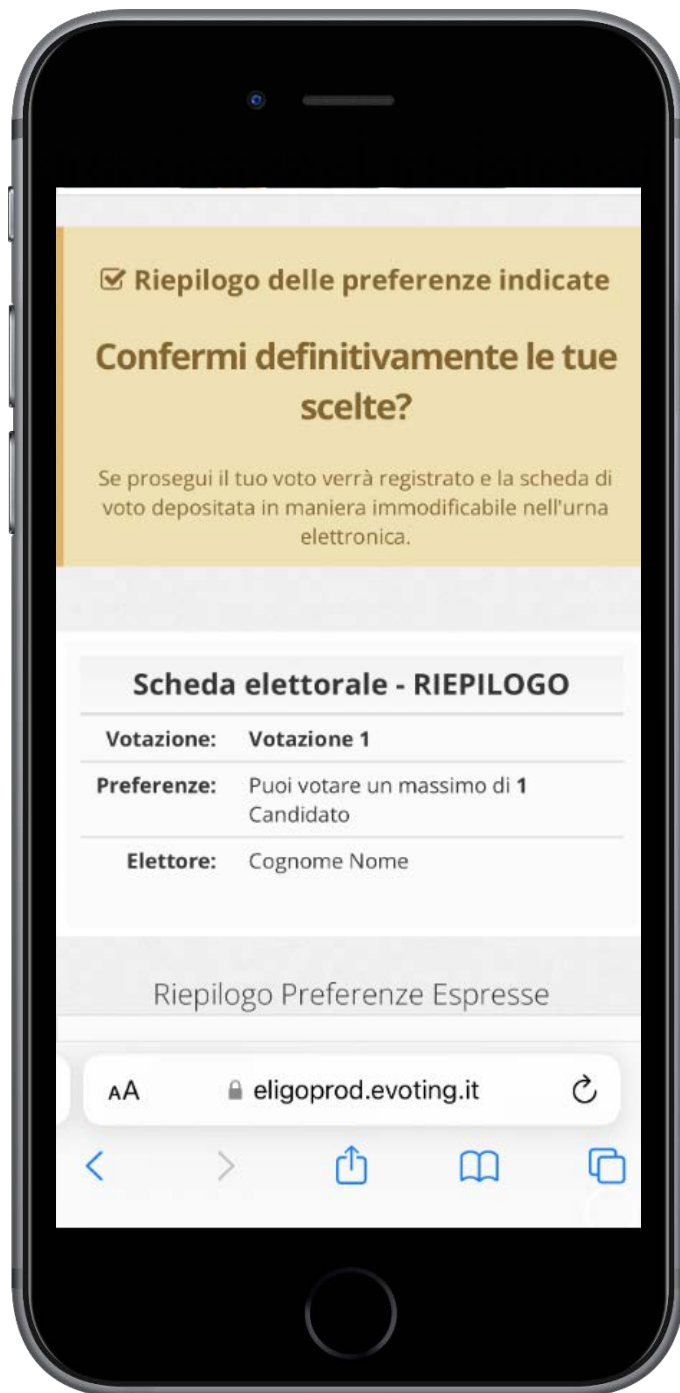 Riepilogo delle preferenze indicate
Confermi definitivamente le tue
scelte?
Se prosegui il tuo voto verrà registrato e la scheda di
voto depositata in maniera immodificabile nell'urna
elettronica.
Scheda elettorale - RIEPILOGO
Votazione: Votazione 1
Preferenze: Puoi votare un massimo di 1
Candidato
Elettore: Cognome Nome
Riepilogo Preferenze Espresse
AA eligoprod.evoting.it